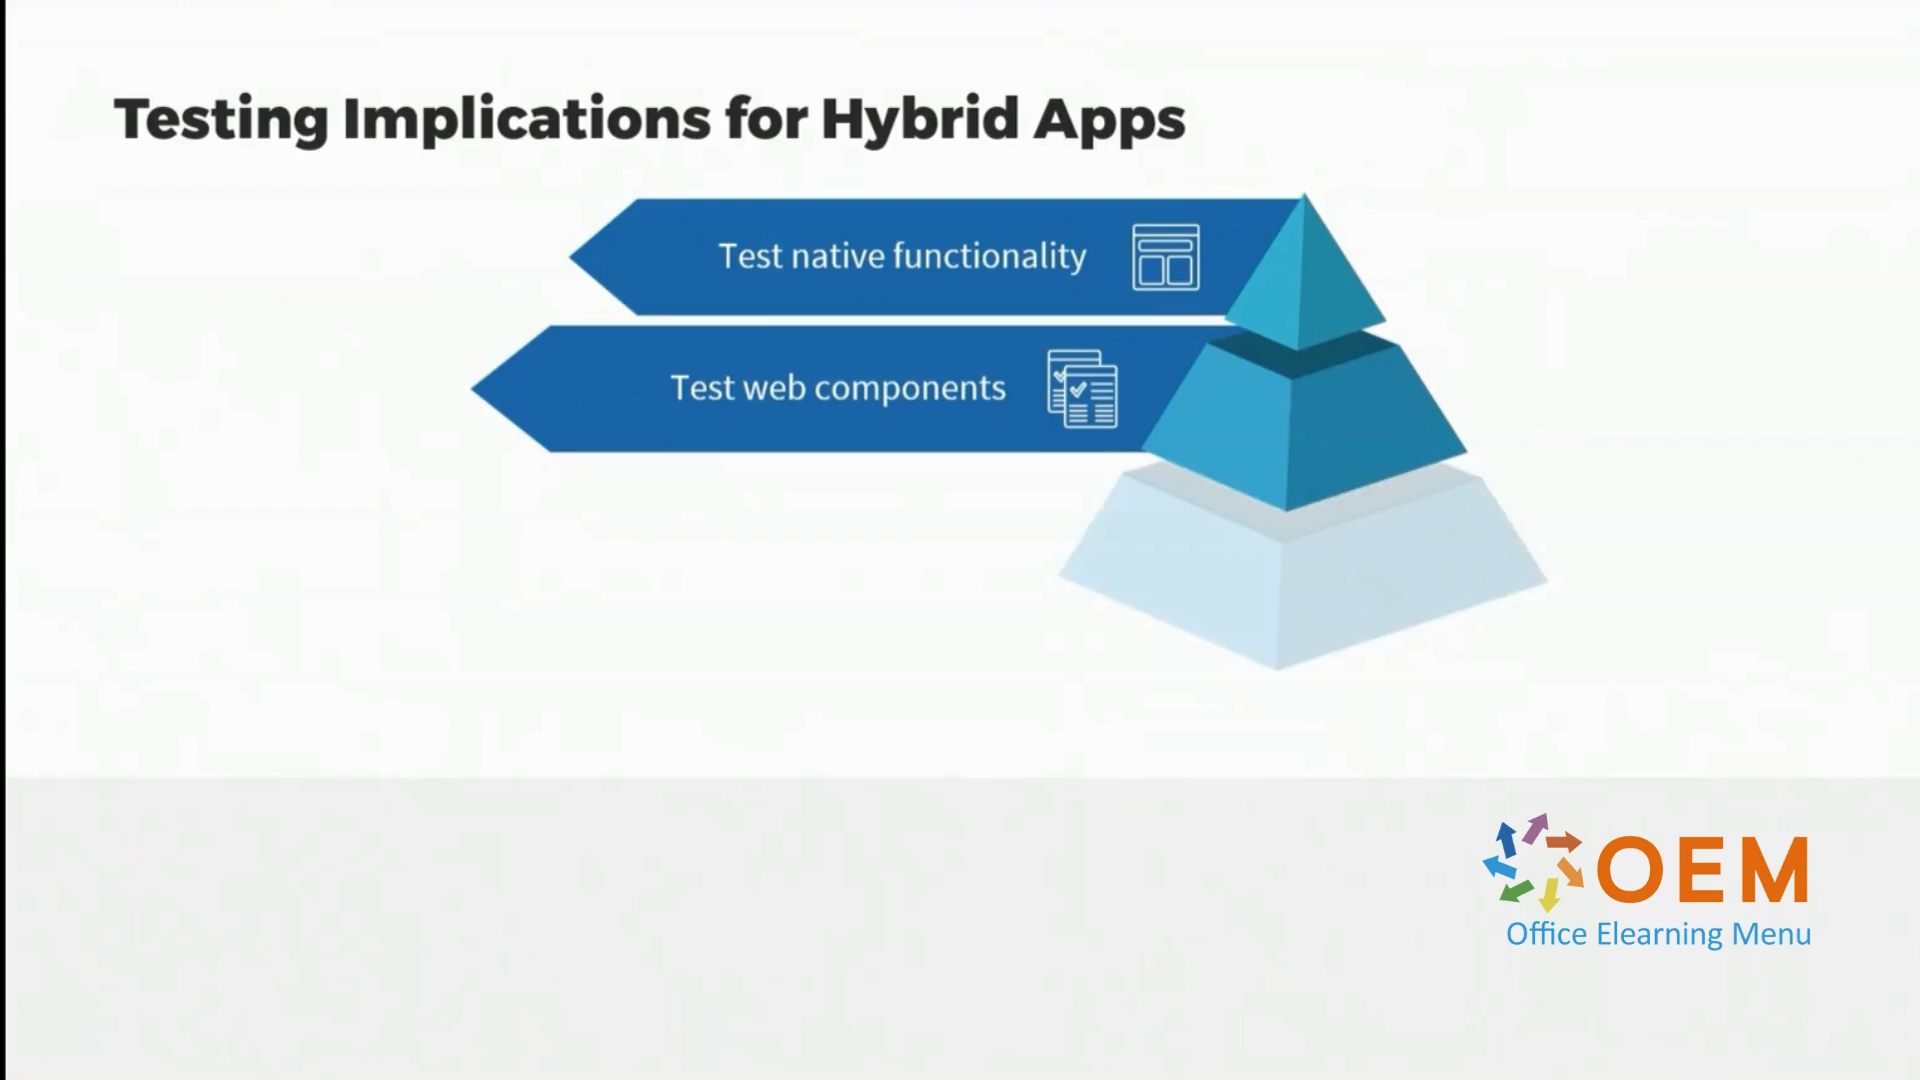 Testing Implications for Hybrid Apps
Test native functionality
Test web components
OEM
Office Elearning Menu